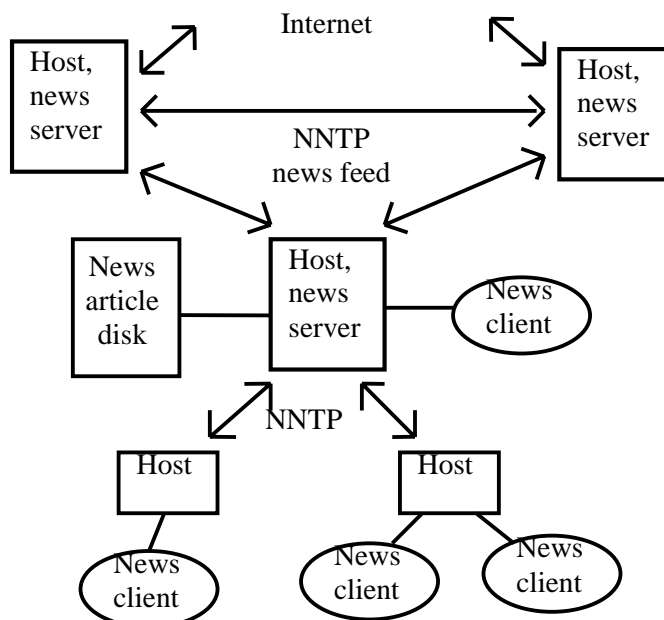 Internet
Host,
news
server
Host,
news
server
NNTP
news feed
News
article
disk
Host,
news
server
News
client
NNTP
Host
Host
News
client
News
client
News
client